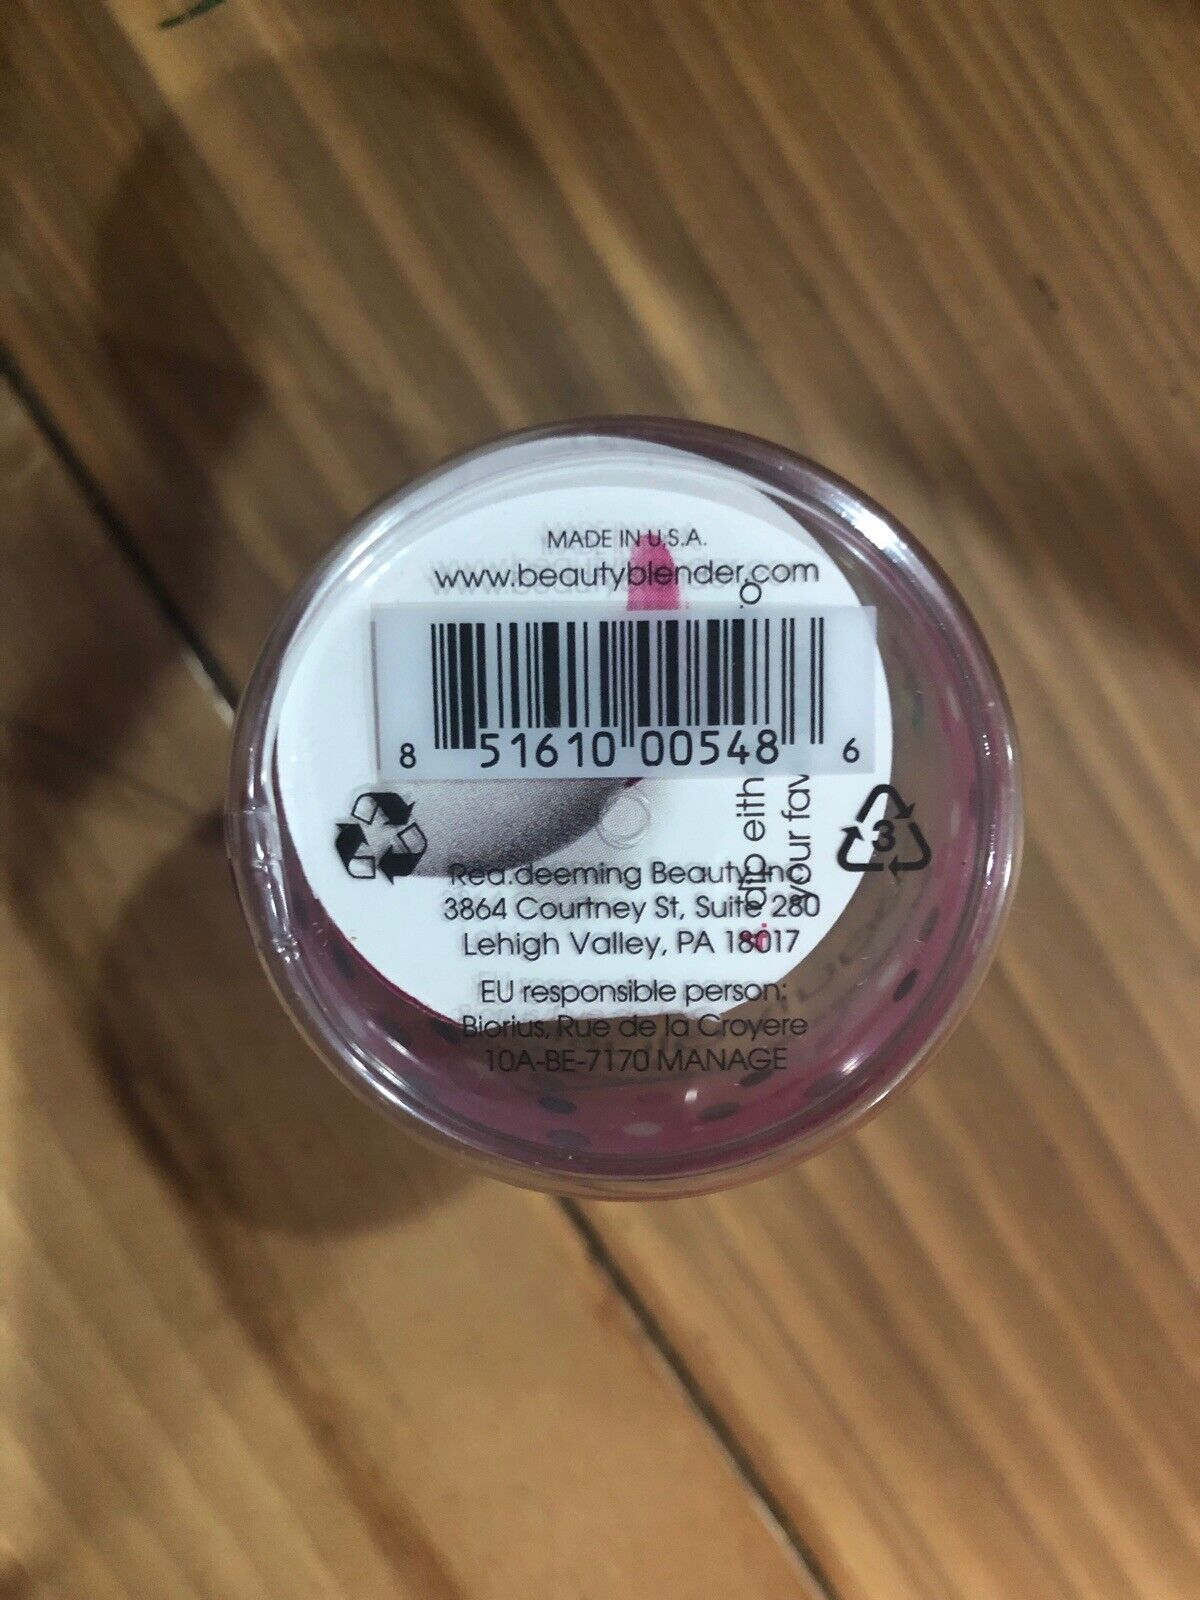 MADE IN U.S.A.
www.beautyblender.com
8 51610 00548 6
3
Rea.deeming Beauty, Inc.
3864 Courtney St, Suite 280
Lehigh Valley, PA 18017
EU responsible person:
Biorius, Rue de la Croyere
10A-BE-7170 MANAGE
dip eith
your fav